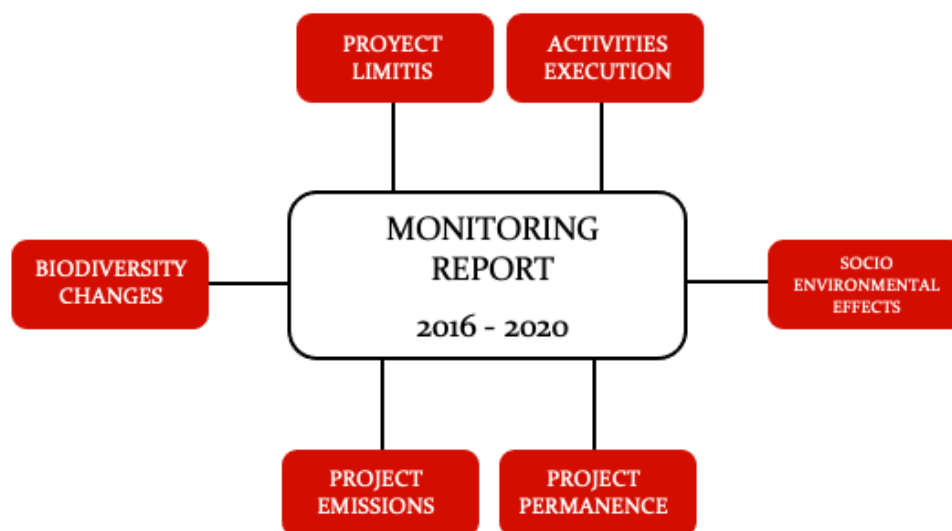 PROYECT
LIMITIS
ACTIVITIES
EXECUTION
MONITORING
REPORT
2016 - 2020
BIODIVERSITY
CHANGES
SOCIO
ENVIRONMENTAL
EFFECTS
PROJECT
EMISSIONS
PROJECT
PERMANENCE